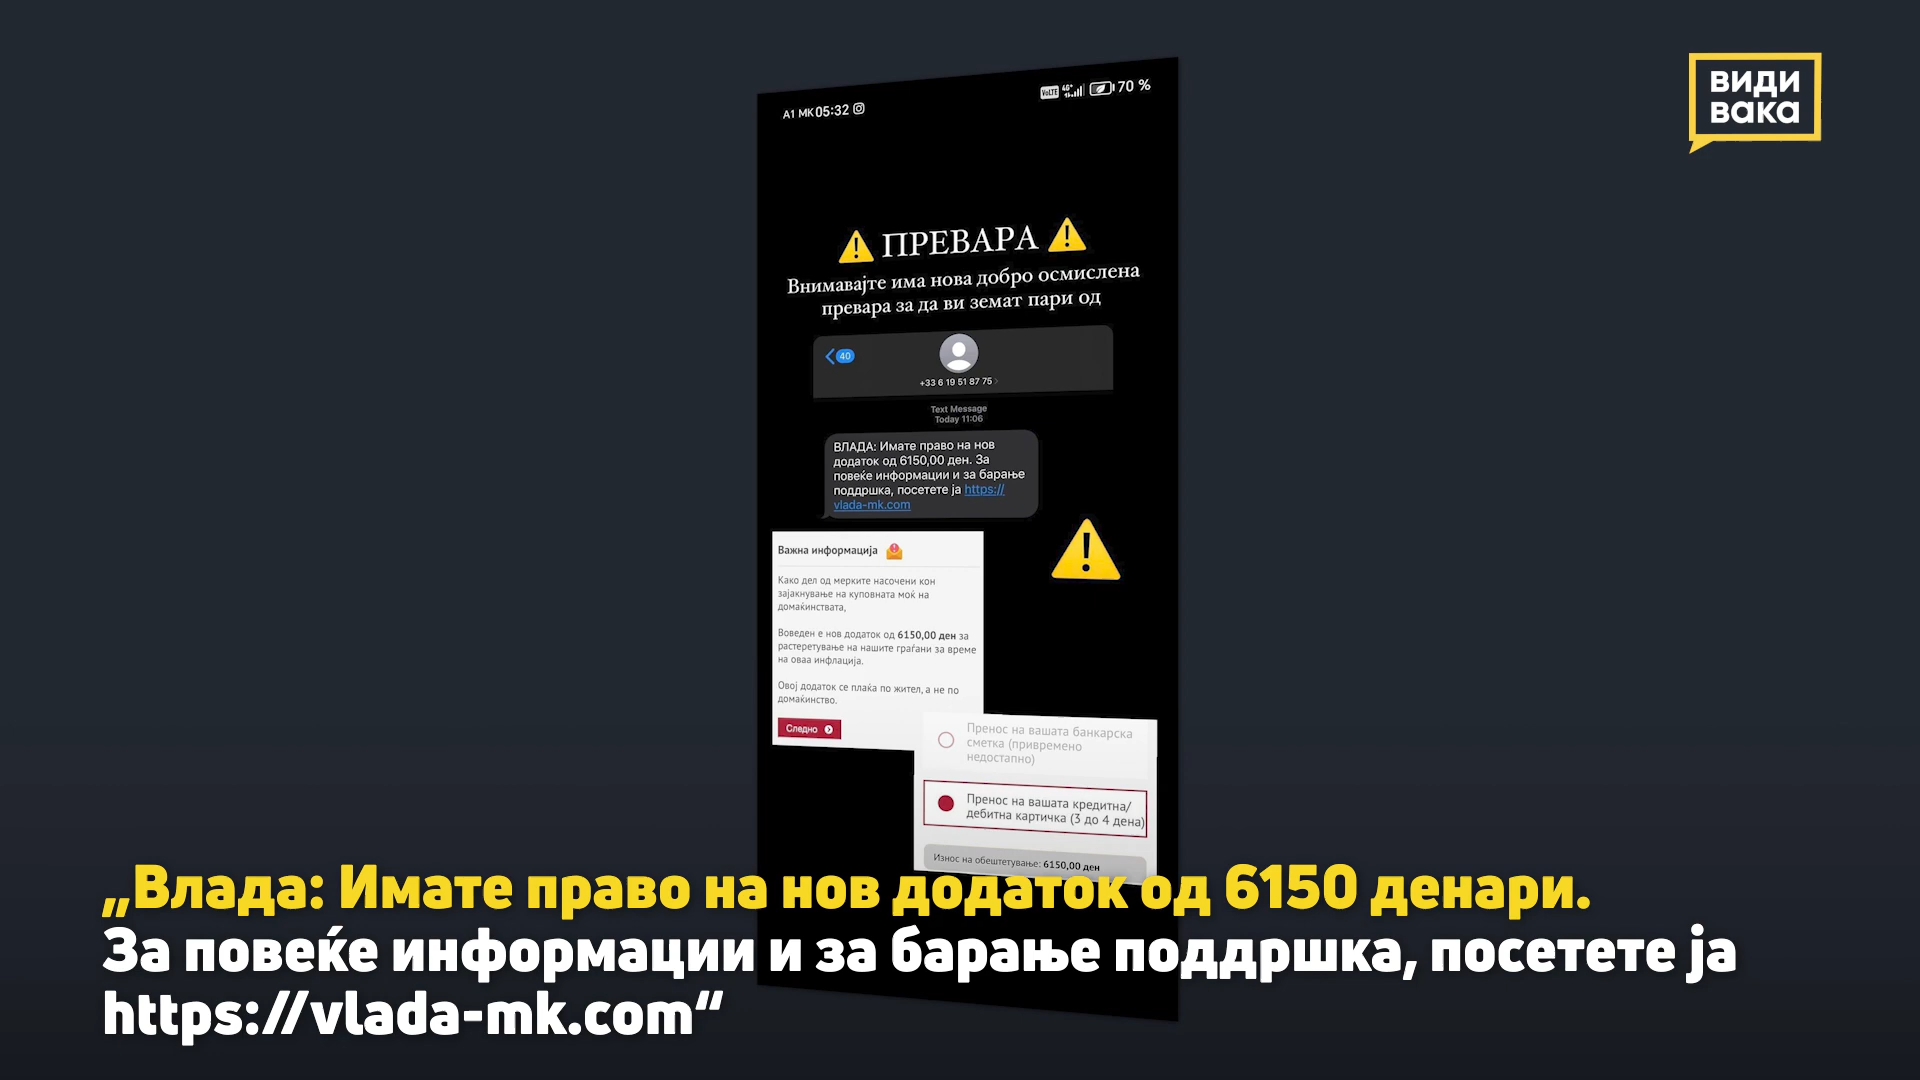 види
вака
A1 MK 05:32
VoLTE 4G+ 70 %
ПРЕВАРА
Внимавајте има нова добро осмислена
превара за да ви земат пари од
40
+33 6 19 51 87 75
Text Message
Today 11:06
ВЛАДА: Имате право на нов
додаток од 6150,00 ден. За
повеќе информации и за барање
поддршка, посетете ја https://
vlada-mk.com
Важна информација
Како дел од мерките насочени кон
зајакнување на куповната моќ на
домаќинствата,
Воведен е нов додаток од 6150,00 ден за
растеретување на нашите граѓани за време
на оваа инфлација.
Овој додаток се плаќа по жител, а не по
домаќинство.
Следно
Пренос на вашата банкарска
сметка (привремено
недостапно)
Пренос на вашата кредитна/
дебитна картичка (3 до 4 дена)
Износ на обештетување: 6150,00 ден
„Влада: Имате право на нов додаток од 6150 денари.
За повеќе информации и за барање поддршка, посетете ја
https://vlada-mk.com“